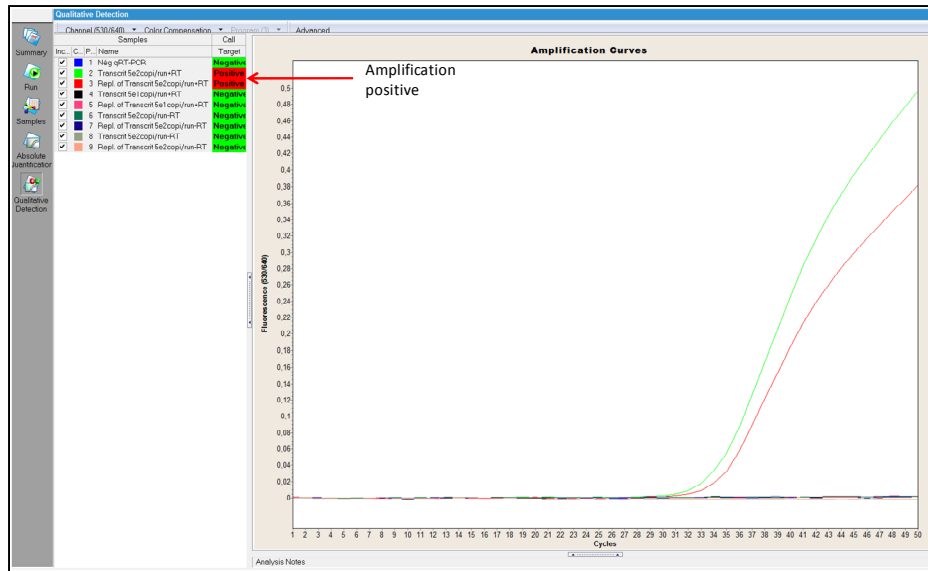 Qualitative Detection
Channel (530/640) Color Compensation Program (3) Advanced
Summary
Run
Samples
Absolute
Quantification
Qualitative
Detection
Samples Call
Inc... C... P... Name Target
1 Nég qRT-PCR Negative
2 Transcrit 5e2copi/run+RT Positive
3 Repl. of Transcrit 5e2copi/run+RT Positive
4 Transcrit 5e1copi/run+RT Negative
5 Repl. of Transcrit 5e1copi/run+RT Negative
6 Transcrit 5e2copi/run-RT Negative
7 Repl. of Transcrit 5e2copi/run-RT Negative
8 Transcrit 5e2copi/run-RT Negative
9 Repl. of Transcrit 5e2copi/run-RT Negative
Amplification
positive
Amplification Curves
Fluorescence (530/640)
0,5
0,48
0,46
0,44
0,42
0,4
0,38
0,36
0,34
0,32
0,3
0,28
0,26
0,24
0,22
0,2
0,18
0,16
0,14
0,12
0,1
0,08
0,06
0,04
0,02
0
1 2 3 4 5 6 7 8 9 10 11 12 13 14 15 16 17 18 19 20 21 22 23 24 25 26 27 28 29 30 31 32 33 34 35 36 37 38 39 40 41 42 43 44 45 46 47 48 49 50
Cycles
Analysis Notes